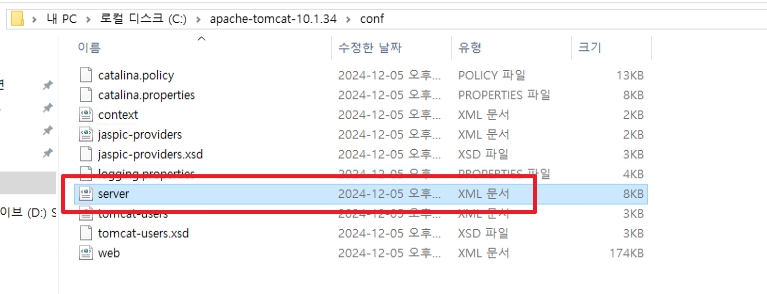 내 PC > 로컬 디스크 (C:) > apache-tomcat-10.1.34 > conf
이름 수정한 날짜 유형 크기
catalina.policy 2024-12-05 오후... POLICY 파일 13KB
catalina.properties 2024-12-05 오후... PROPERTIES 파일 8KB
context 2024-12-05 오후... XML 문서 2KB
jaspic-providers 2024-12-05 오후... XML 문서 2KB
jaspic-providers.xsd 2024-12-05 오후... XSD 파일 3KB
logging.properties 2024-12-05 오후... PROPERTIES 파일 4KB
server 2024-12-05 오후... XML 문서 8KB
tomcat-users 2024-12-05 오후... XML 문서 3KB
이브 (D:) S
tomcat-users.xsd 2024-12-05 오후... XSD 파일 3KB
web 2024-12-05 오후... XML 문서 174KB